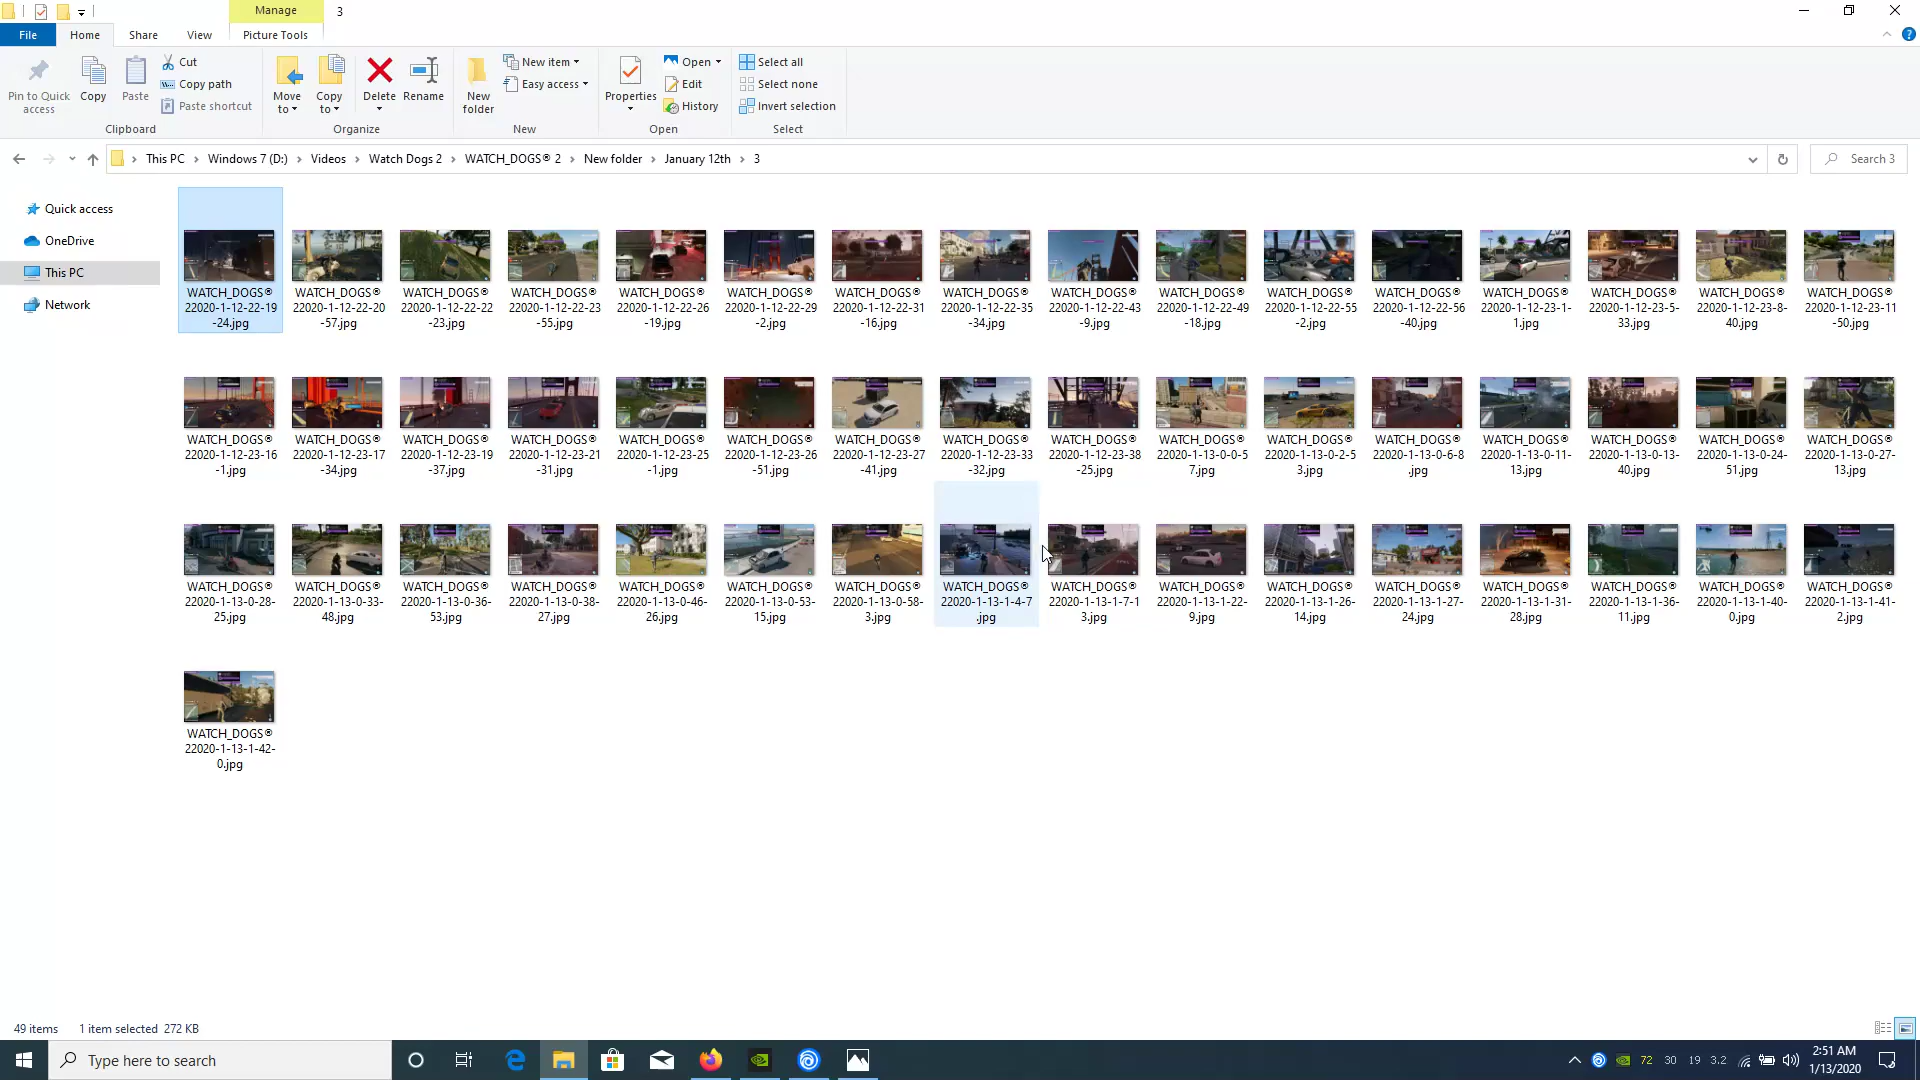 Manage
3
File
Home
Share
View
Picture Tools
Pin to Quick
access
Copy
Paste
Cut
Copy path
Paste shortcut
Clipboard
Move
to
Copy
to
Delete
Rename
Organize
New
folder
New item
Easy access
New
Properties
Open
Edit
History
Open
Select all
Select none
Invert selection
Select
This PC
Windows 7 (D:)
Videos
Watch Dogs 2
WATCH_DOGS® 2
New folder
January 12th
3
Search 3
Quick access
OneDrive
This PC
Network
WATCH_DOGS®
22020-1-12-22-19
-24.jpg
WATCH_DOGS®
22020-1-12-22-20
-57.jpg
WATCH_DOGS®
22020-1-12-22-22
-23.jpg
WATCH_DOGS®
22020-1-12-22-23
-55.jpg
WATCH_DOGS®
22020-1-12-22-26
-19.jpg
WATCH_DOGS®
22020-1-12-22-29
-2.jpg
WATCH_DOGS®
22020-1-12-22-31
-16.jpg
WATCH_DOGS®
22020-1-12-22-35
-34.jpg
WATCH_DOGS®
22020-1-12-22-43
-9.jpg
WATCH_DOGS®
22020-1-12-22-49
-18.jpg
WATCH_DOGS®
22020-1-12-22-55
-2.jpg
WATCH_DOGS®
22020-1-12-22-56
-40.jpg
WATCH_DOGS®
22020-1-12-23-1-
1.jpg
WATCH_DOGS®
22020-1-12-23-5-
33.jpg
WATCH_DOGS®
22020-1-12-23-8-
40.jpg
WATCH_DOGS®
22020-1-12-23-11
-50.jpg
WATCH_DOGS®
22020-1-12-23-16
-1.jpg
WATCH_DOGS®
22020-1-12-23-17
-34.jpg
WATCH_DOGS®
22020-1-12-23-19
-37.jpg
WATCH_DOGS®
22020-1-12-23-21
-31.jpg
WATCH_DOGS®
22020-1-12-23-25
-1.jpg
WATCH_DOGS®
22020-1-12-23-26
-51.jpg
WATCH_DOGS®
22020-1-12-23-27
-41.jpg
WATCH_DOGS®
22020-1-12-23-33
-32.jpg
WATCH_DOGS®
22020-1-12-23-38
-25.jpg
WATCH_DOGS®
22020-1-13-0-0-5
7.jpg
WATCH_DOGS®
22020-1-13-0-2-5
3.jpg
WATCH_DOGS®
22020-1-13-0-6-8
.jpg
WATCH_DOGS®
22020-1-13-0-11-
13.jpg
WATCH_DOGS®
22020-1-13-0-13-
40.jpg
WATCH_DOGS®
22020-1-13-0-24-
51.jpg
WATCH_DOGS®
22020-1-13-0-27-
13.jpg
WATCH_DOGS®
22020-1-13-0-28-
25.jpg
WATCH_DOGS®
22020-1-13-0-33-
48.jpg
WATCH_DOGS®
22020-1-13-0-36-
53.jpg
WATCH_DOGS®
22020-1-13-0-38-
27.jpg
WATCH_DOGS®
22020-1-13-0-46-
26.jpg
WATCH_DOGS®
22020-1-13-0-53-
15.jpg
WATCH_DOGS®
22020-1-13-0-58-
3.jpg
WATCH_DOGS®
22020-1-13-1-4-7
.jpg
WATCH_DOGS®
22020-1-13-1-7-1
3.jpg
WATCH_DOGS®
22020-1-13-1-22-
9.jpg
WATCH_DOGS®
22020-1-13-1-26-
14.jpg
WATCH_DOGS®
22020-1-13-1-27-
24.jpg
WATCH_DOGS®
22020-1-13-1-31-
28.jpg
WATCH_DOGS®
22020-1-13-1-36-
11.jpg
WATCH_DOGS®
22020-1-13-1-40-
0.jpg
WATCH_DOGS®
22020-1-13-1-41-
2.jpg
WATCH_DOGS®
22020-1-13-1-42-
0.jpg
49 items
1 item selected 272 KB
Type here to search
72
30
19
3.2
2:51 AM
1/13/2020